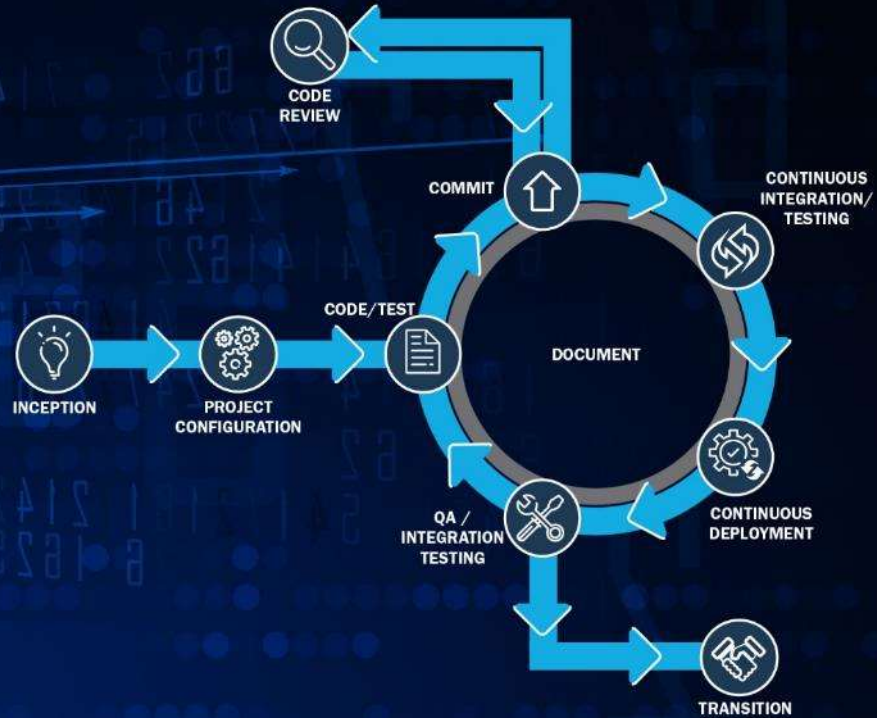 CODE
REVIEW
COMMIT
CONTINUOUS
INTEGRATION/
TESTING
CODE/TEST
DOCUMENT
INCEPTION
PROJECT
CONFIGURATION
QA /
INTEGRATION
TESTING
CONTINUOUS
DEPLOYMENT
TRANSITION